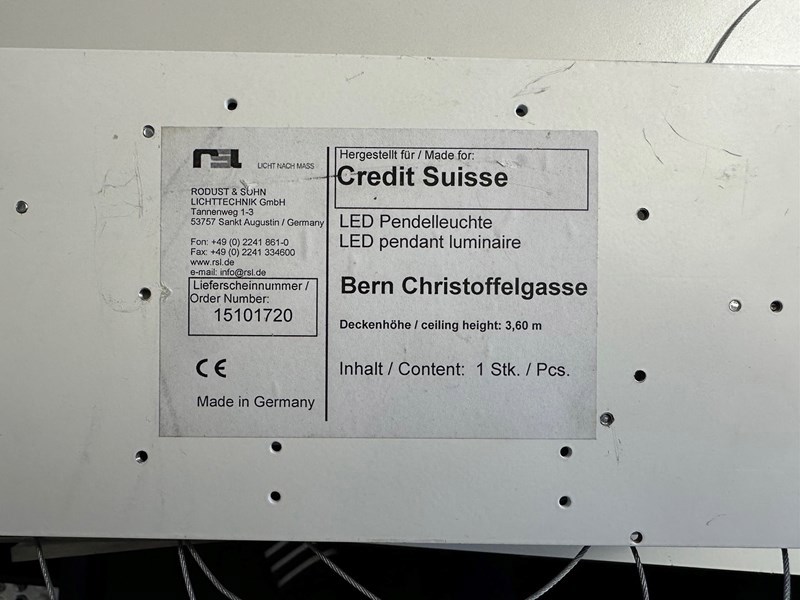 rsl LICHT NACH MASS
RODUST & SOHN
LICHTTECHNIK GmbH
Tannenweg 1-3
53757 Sankt Augustin / Germany
Fon: +49 (0) 2241 861-0
Fax: +49 (0) 2241 334600
www.rsl.de
e-mail: info@rsl.de
Lieferscheinnummer /
Order Number:
15101720
CE
Made in Germany
Hergestellt für / Made for:
Credit Suisse
LED Pendelleuchte
LED pendant luminaire
Bern Christoffelgasse
Deckenhöhe / ceiling height: 3,60 m
Inhalt / Content: 1 Stk. / Pcs.